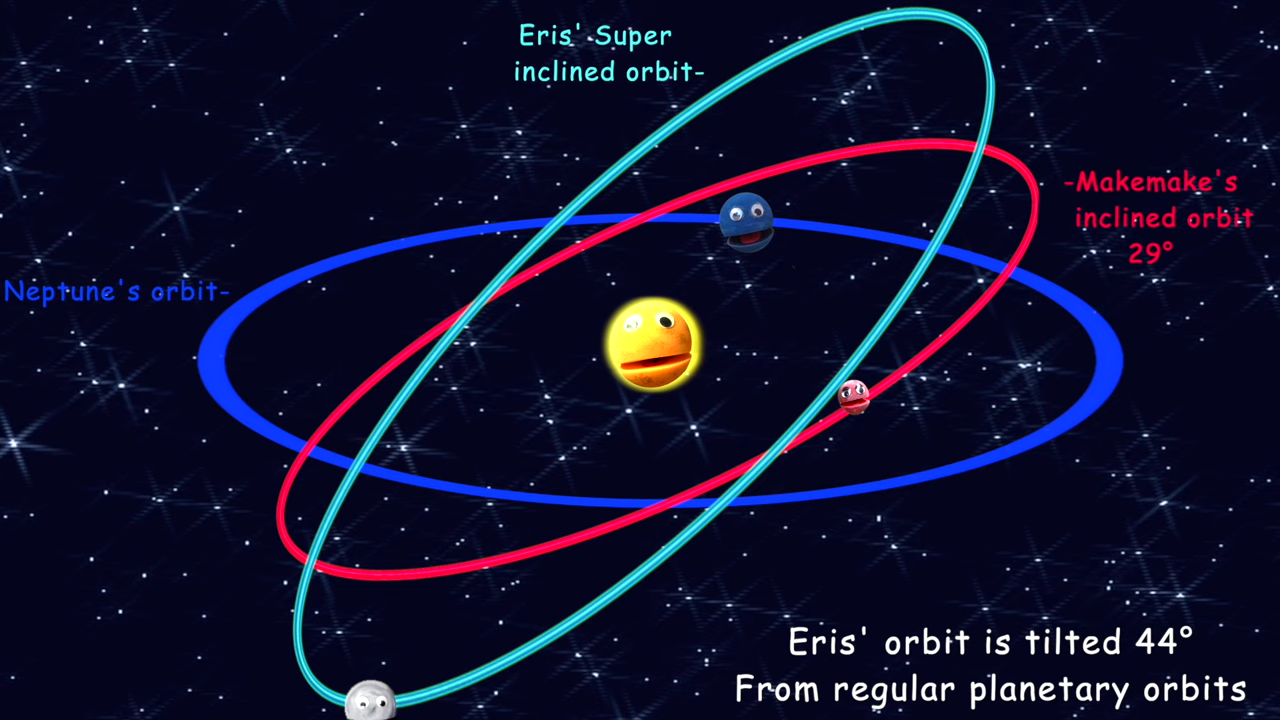 Eris' Super
inclined orbit-
-Makemake's
inclined orbit
29°
Neptune's orbit-
Eris' orbit is tilted 44°
From regular planetary orbits